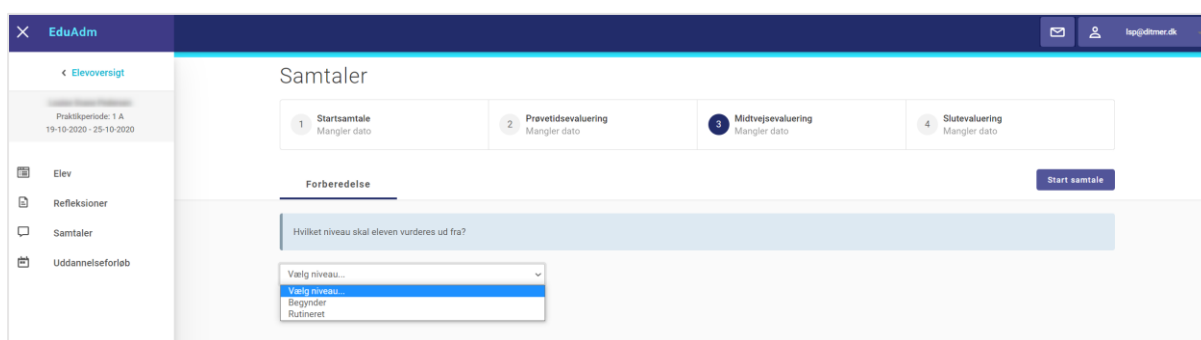 EduAdm
lsp@ditmer.dk
Elevoversigt
Praktikperiode: 1 A
19-10-2020 - 25-10-2020
Elev
Refleksioner
Samtaler
Uddannelseforløb
Samtaler
1 Startsamtale
Mangler dato
2 Prøvetidsevaluering
Mangler dato
3 Midtvejsevaluering
Mangler dato
4 Slutevaluering
Mangler dato
Forberedelse
Start samtale
Hvilket niveau skal eleven vurderes ud fra?
Vælg niveau...
Vælg niveau...
Begynder
Rutineret